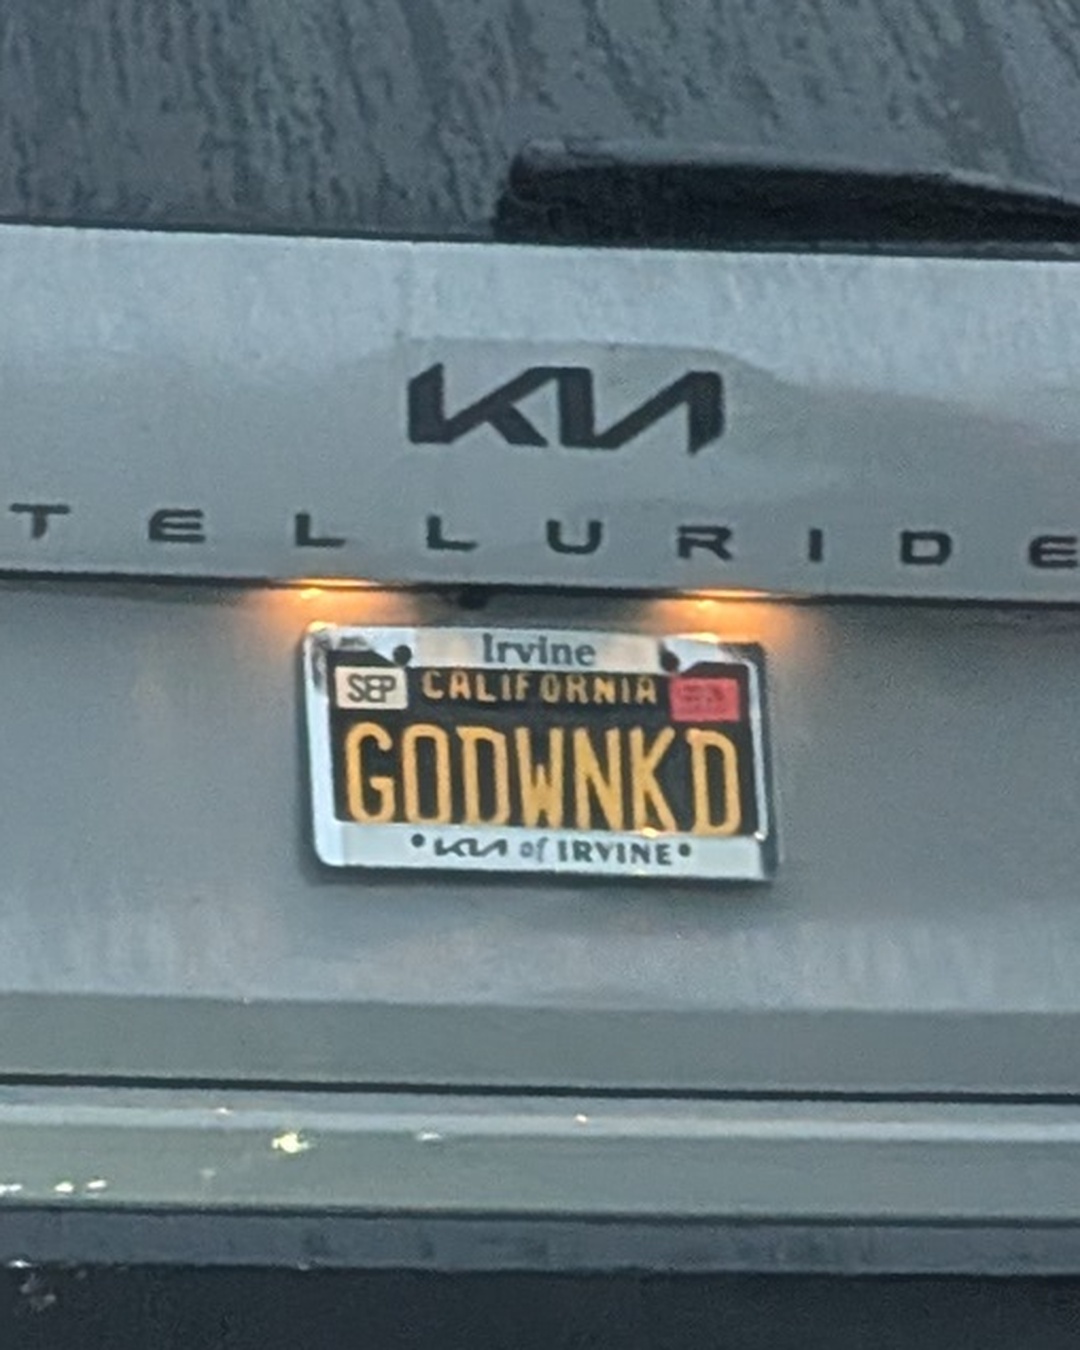 KIA
TELLURIDE
Irvine
SEP CALIFORNIA
GODWNKD
•KIA of IRVINE•